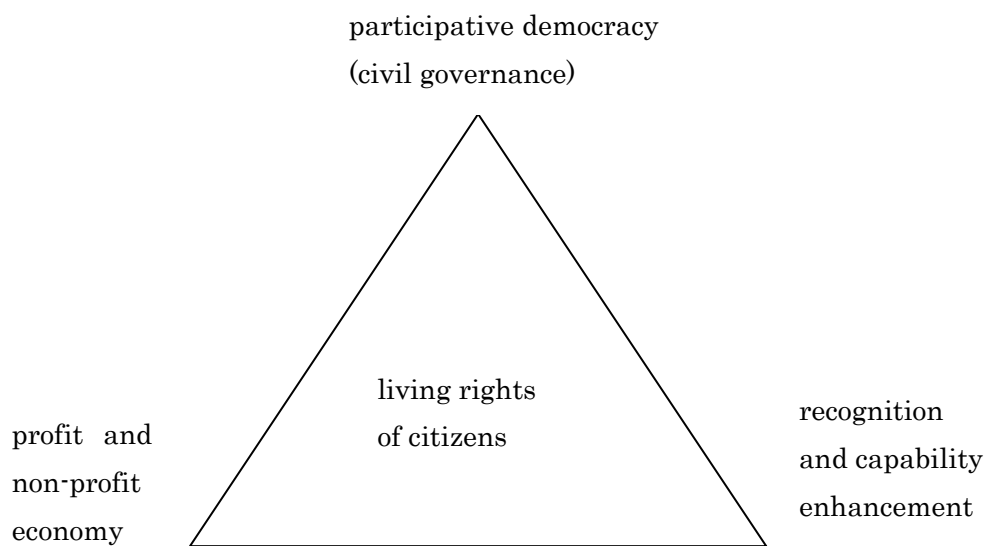 participative democracy
(civil governance)
living rights
of citizens
profit and
non-profit
economy
recognition
and capability
enhancement